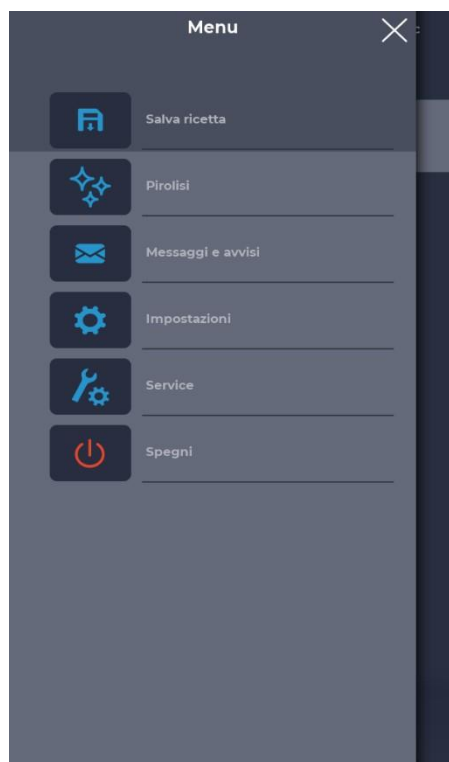 Menu
Salva ricetta
Pirolisi
Messaggi e avvisi
Impostazioni
Service
Spegni